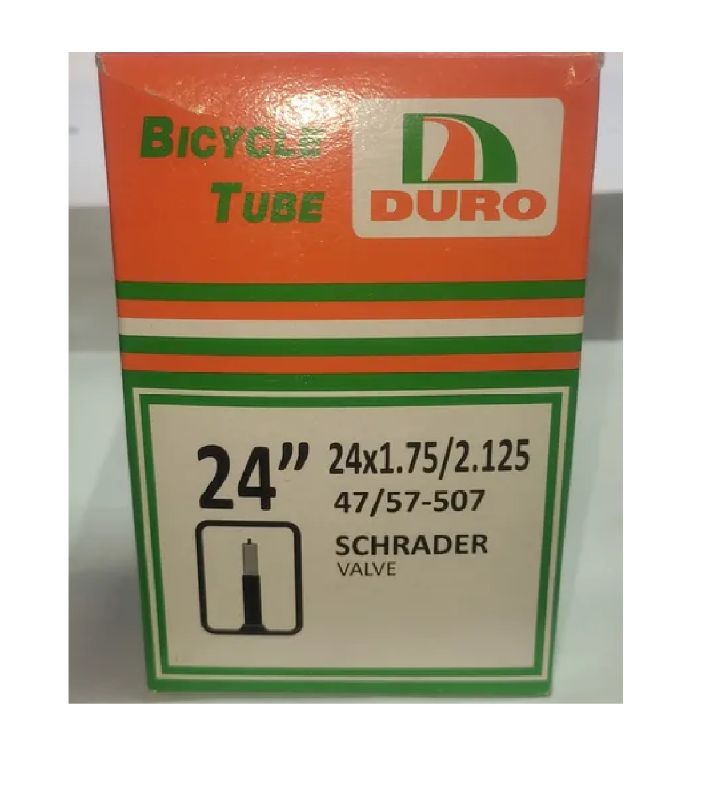 BICYCLE
TUBE
DURO
24" 24x1.75/2.125
47/57-507
SCHRADER
VALVE